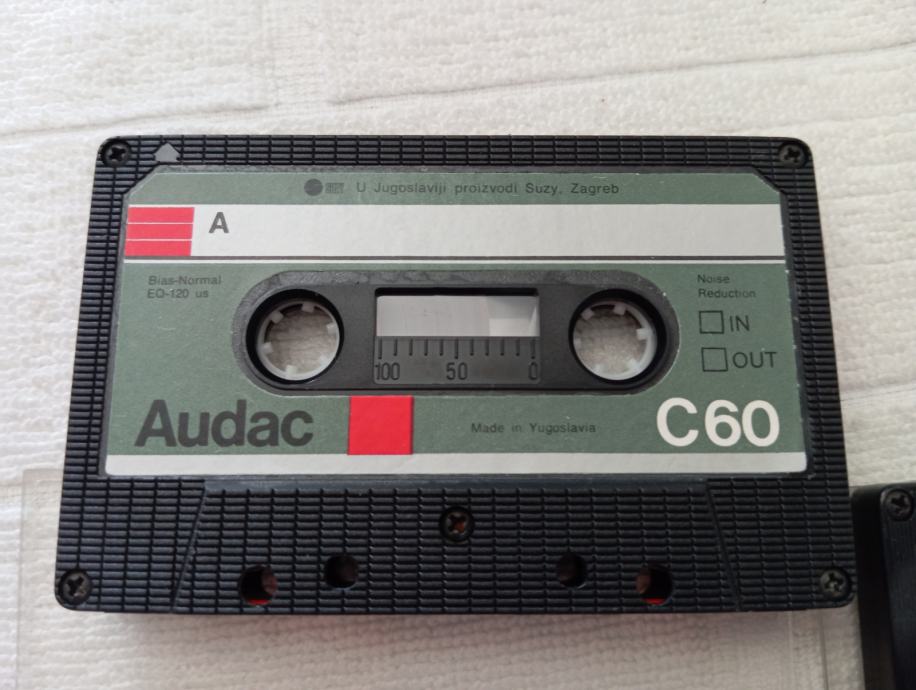 U Jugoslaviji proizvodi Suzy, Zagreb
A
Bias-Normal
EQ-120 us
Noise
Reduction
IN
OUT
100 50 0
Audac
Made in Yugoslavia
C60